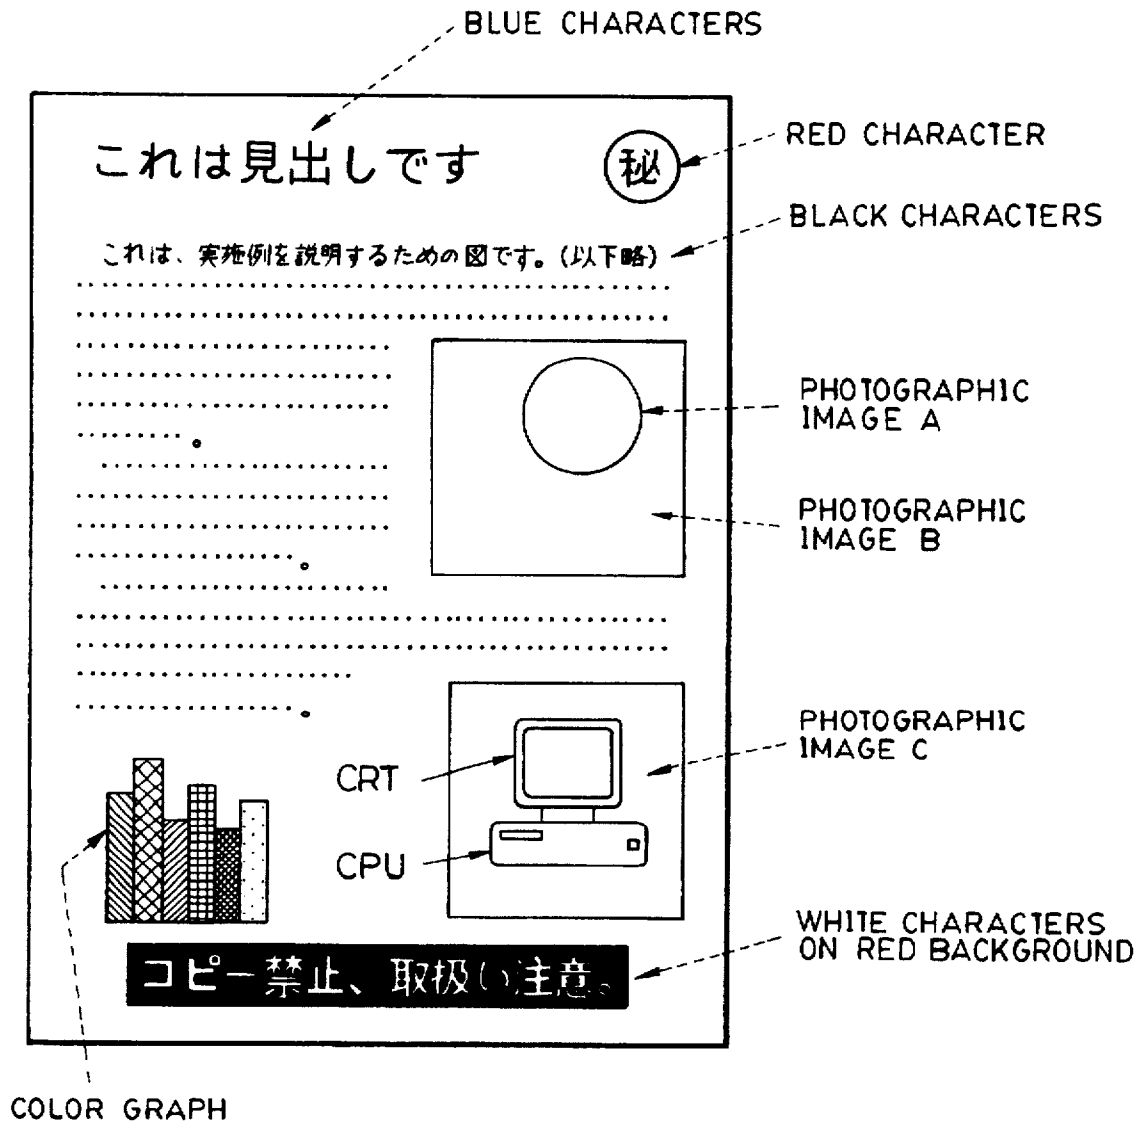 BLUE CHARACTERS
これは見出しです
秘
RED CHARACTER
BLACK CHARACTERS
これは、実施例を説明するための図です。(以下略)
PHOTOGRAPHIC
IMAGE A
PHOTOGRAPHIC
IMAGE B
PHOTOGRAPHIC
IMAGE C
CRT
CPU
WHITE CHARACTERS
ON RED BACKGROUND
コピー禁止、取扱い注意。
COLOR GRAPH